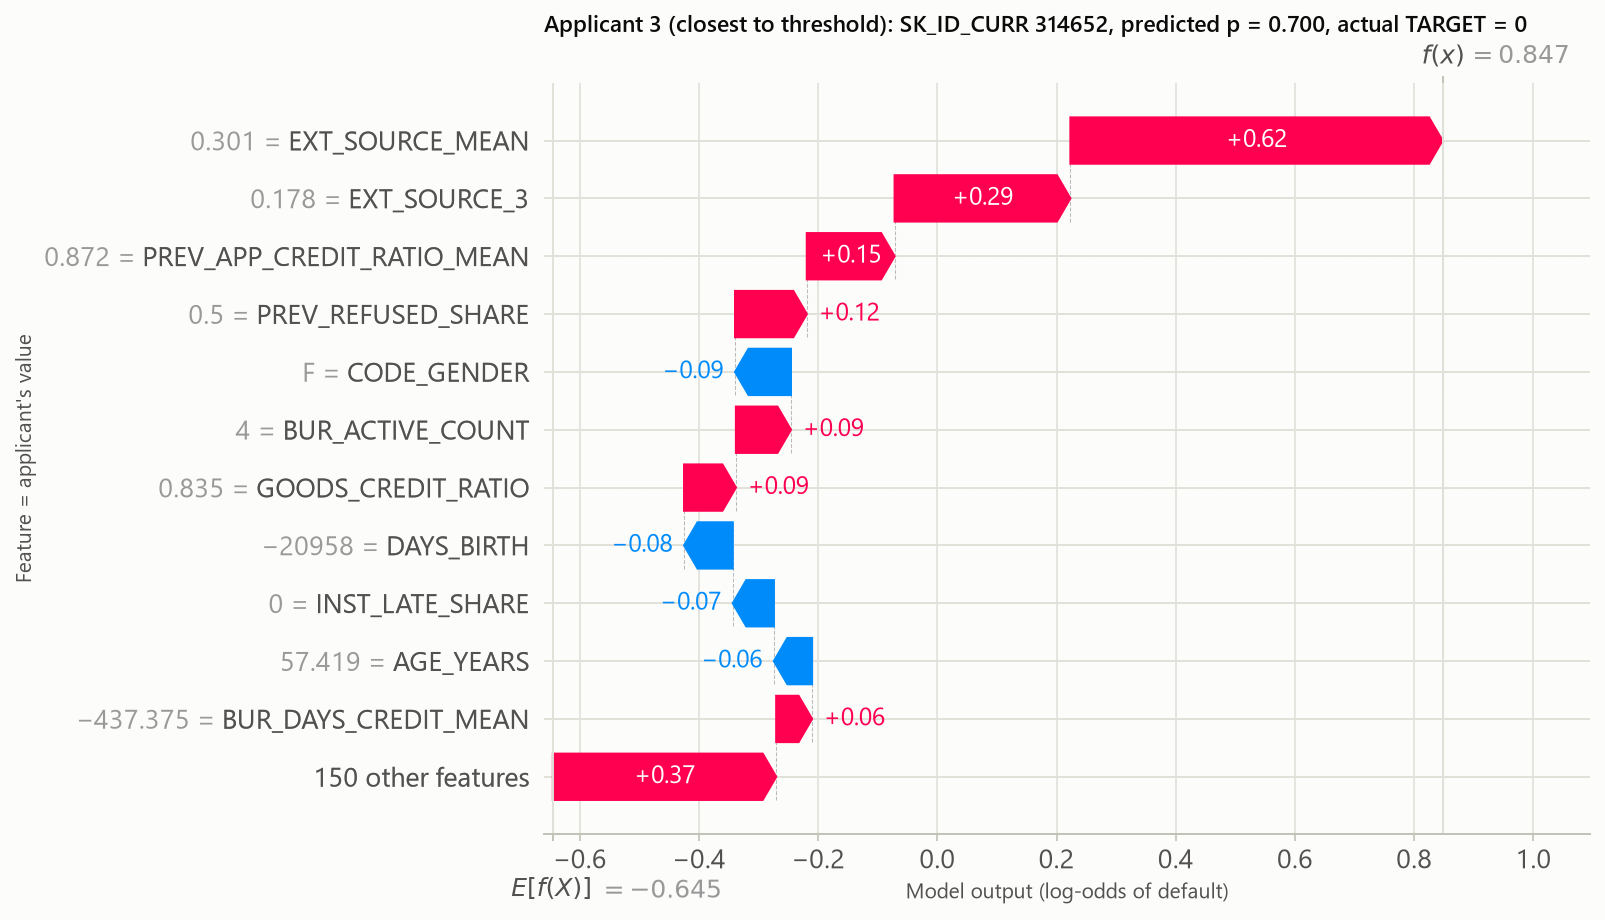 Applicant 3 (closest to threshold): SK_ID_CURR 314652, predicted p = 0.700, actual TARGET = 0
f(x) = 0.847
0.301 = EXT_SOURCE_MEAN
+0.62
0.178 = EXT_SOURCE_3
+0.29
0.872 = PREV_APP_CREDIT_RATIO_MEAN
+0.15
0.5 = PREV_REFUSED_SHARE
+0.12
F = CODE_GENDER
−0.09
4 = BUR_ACTIVE_COUNT
+0.09
0.835 = GOODS_CREDIT_RATIO
+0.09
−20958 = DAYS_BIRTH
−0.08
0 = INST_LATE_SHARE
−0.07
57.419 = AGE_YEARS
−0.06
−437.375 = BUR_DAYS_CREDIT_MEAN
+0.06
150 other features
+0.37
Feature = applicant's value
−0.6 −0.4 −0.2 0.0 0.2 0.4 0.6 0.8 1.0
E[f(X)] = −0.645
Model output (log-odds of default)